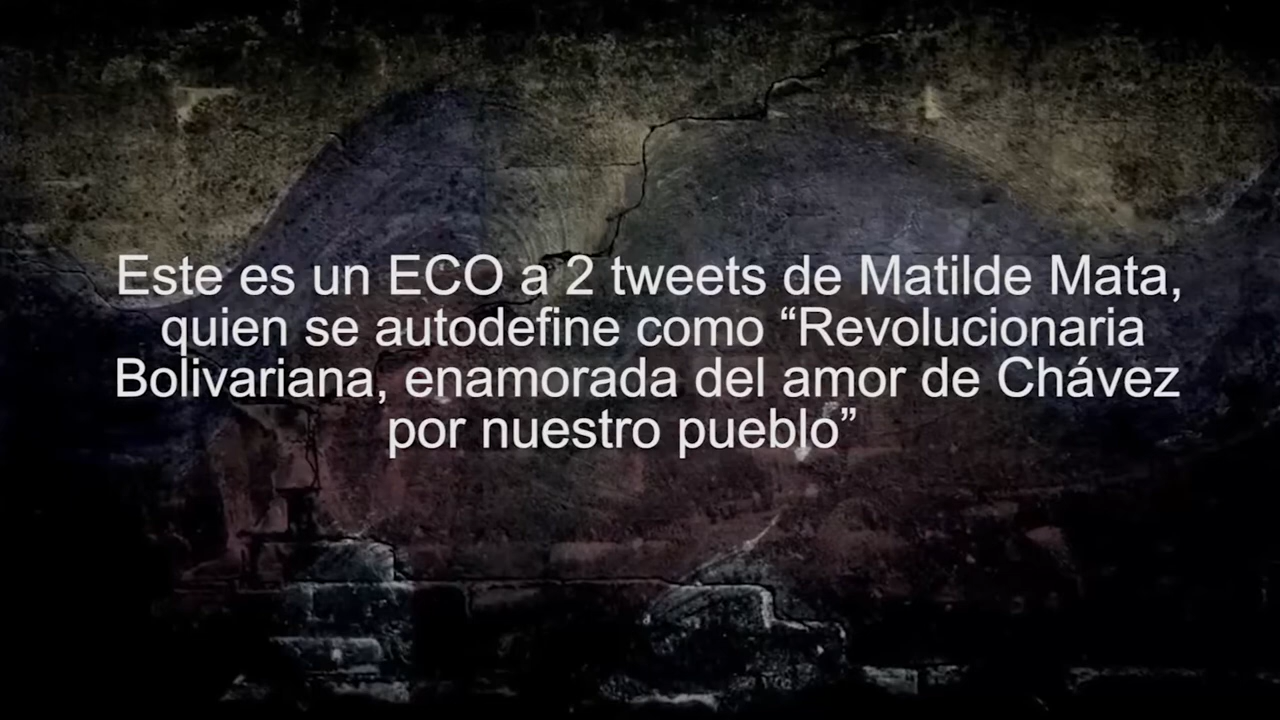 Este es un ECO a 2 tweets de Matilde Mata,
quien se autodefine como “Revolucionaria
Bolivariana, enamorada del amor de Chávez
por nuestro pueblo”